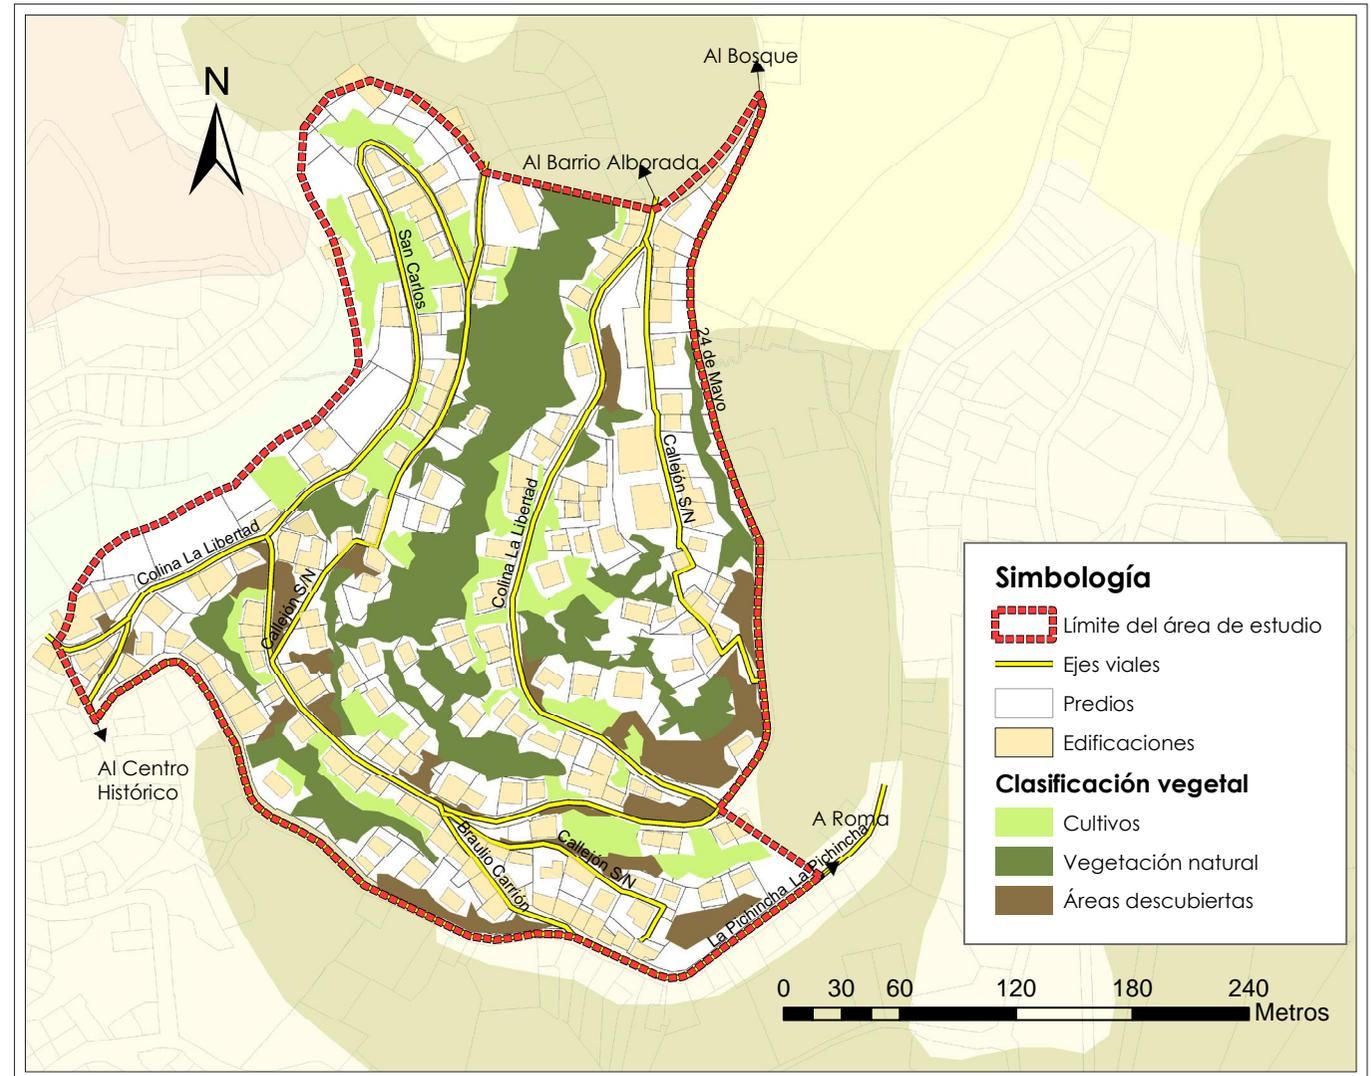 Al Bosque
N
Al Barrio Alborada
San Carlos
24 de Mayo
Callejón S/N
Colina La Libertad
Colina La Libertad
Callejón S/N
Al Centro
Histórico
Braulio Carrión
Callejón S/N
A Roma
La Pichincha
La Pichincha
Simbología
Límite del área de estudio
Ejes viales
Predios
Edificaciones
Clasificación vegetal
Cultivos
Vegetación natural
Áreas descubiertas
0 30 60 120 180 240
Metros